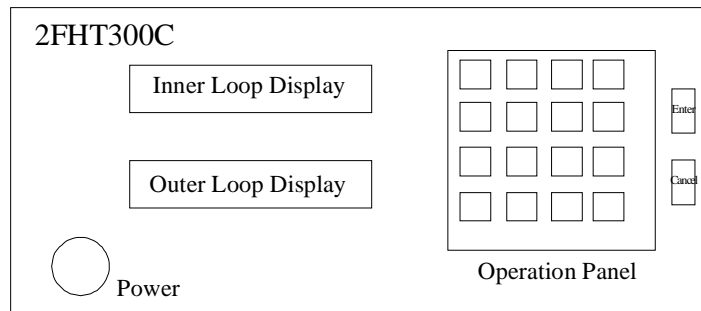 2FHT300C
Inner Loop Display
Outer Loop Display
Power
Operation Panel
Enter
Cancel